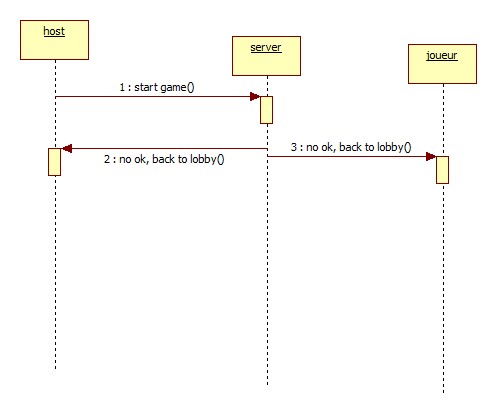 host
server
joueur
1 : start game()
2 : no ok, back to lobby()
3 : no ok, back to lobby()